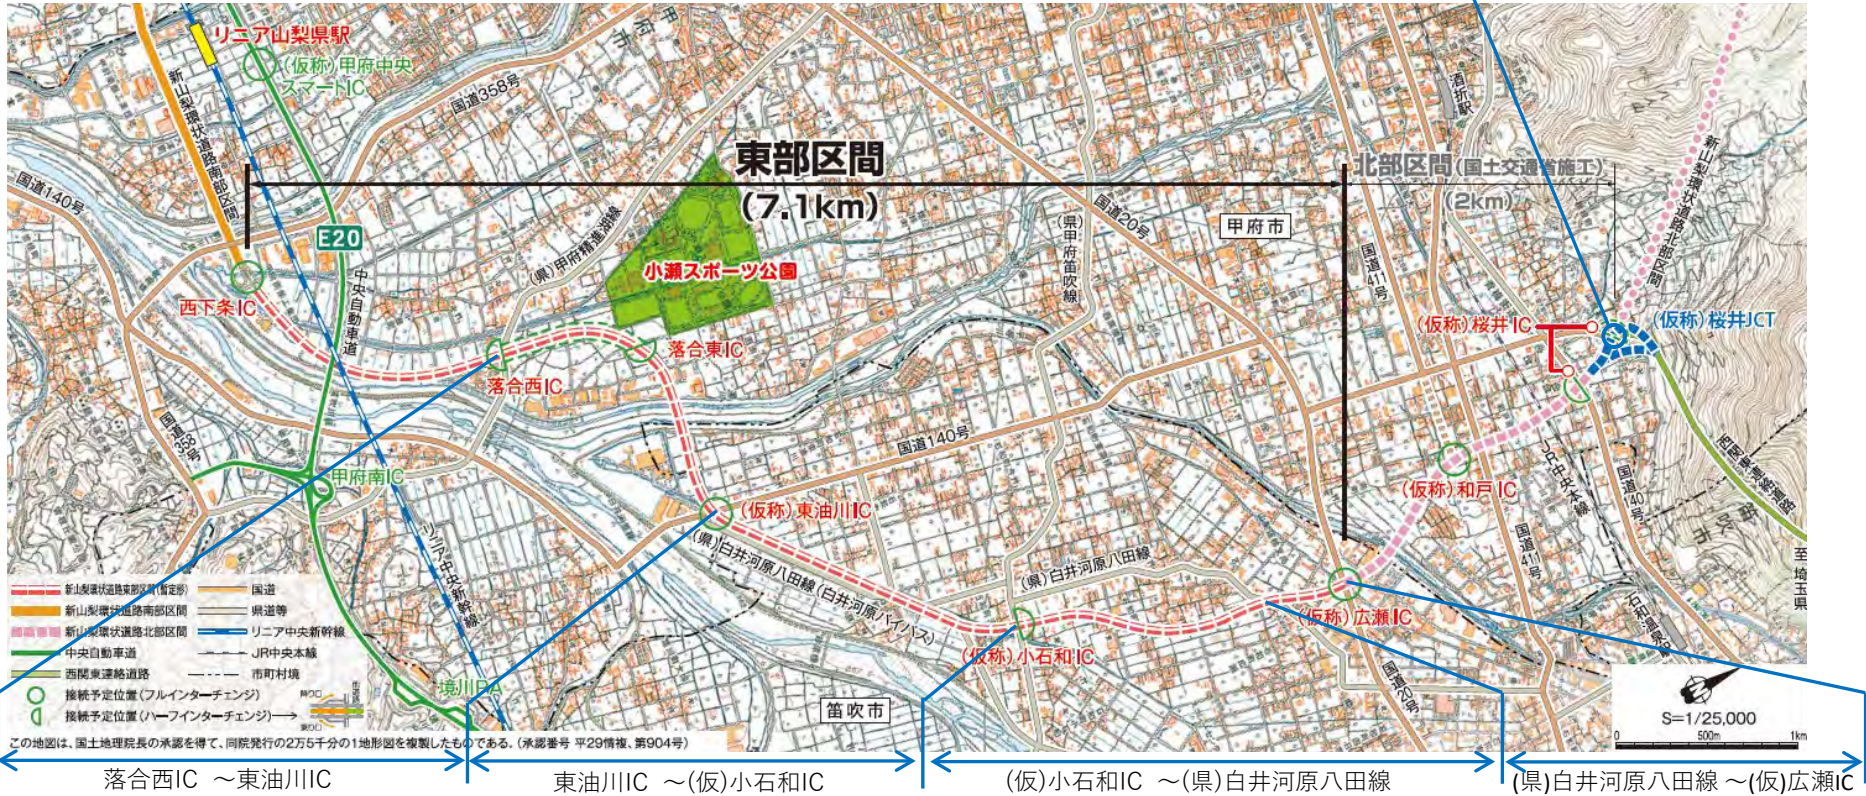 リニア山梨県駅
(仮称)甲府中央
スマートIC
新山梨環状道路南部区間
国道358号
甲府市
酒折駅
東部区間
(7.1km)
北部区間(国土交通省施工)
(2km)
新山梨環状道路北部区間
国道140号
E20
中央自動車道
(県)甲府精進湖線
小瀬スポーツ公園
国道20号
(県)甲府笛吹線
甲府市
国道411号
西下条IC
落合西IC
落合東IC
(仮称)桜井IC
(仮称)桜井JCT
国道358号
甲府南IC
リニア中央新幹線
国道140号
(仮称)東油川IC
(県)白井河原八田線(白井河原バイパス)
(県)白井河原八田線
(仮称)和戸IC
国道411号
JR中央本線
国道140号
西関東連絡道路
笛吹市
至埼玉県
(仮称)小石和IC
(仮称)広瀬IC
石和温泉駅
国道20号
境川PA
笛吹市
新山梨環状道路東部区間(暫定形)
新山梨環状道路南部区間
新山梨環状道路北部区間
中央自動車道
西関東連絡道路
接続予定位置(フルインターチェンジ)
接続予定位置(ハーフインターチェンジ)→
国道
県道等
リニア中央新幹線
JR中央本線
市町村境
S=1/25,000
0 500m 1km
この地図は、国土地理院長の承認を得て、同院発行の2万5千分の1地形図を複製したものである。(承認番号 平29情複、第904号)
落合西IC ～東油川IC
東油川IC ～(仮)小石和IC
(仮)小石和IC ～(県)白井河原八田線
(県)白井河原八田線～(仮)広瀬IC